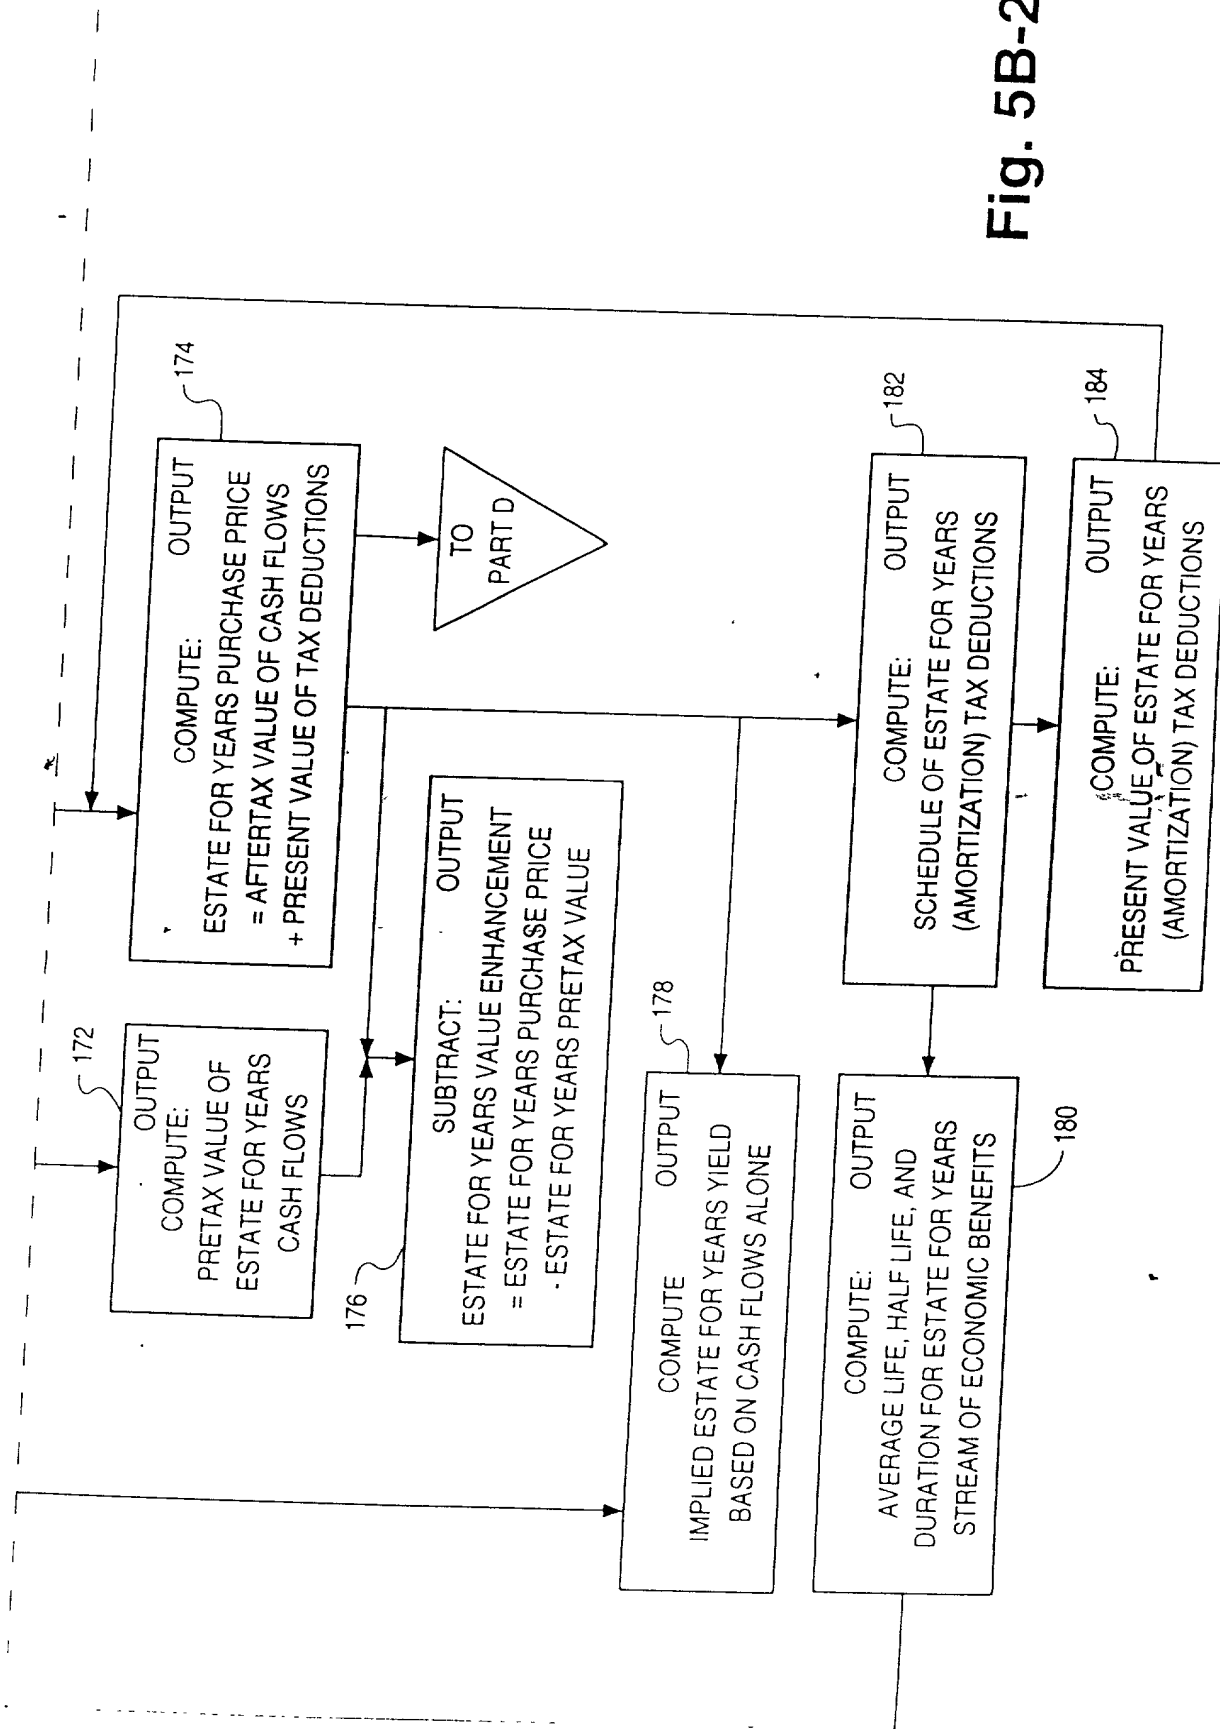 172
OUTPUT
COMPUTE:
PRETAX VALUE OF
ESTATE FOR YEARS
CASH FLOWS
174
COMPUTE: OUTPUT
ESTATE FOR YEARS PURCHASE PRICE
= AFTERTAX VALUE OF CASH FLOWS
+ PRESENT VALUE OF TAX DEDUCTIONS
TO
PART D
176
SUBTRACT: OUTPUT
ESTATE FOR YEARS VALUE ENHANCEMENT
= ESTATE FOR YEARS PURCHASE PRICE
- ESTATE FOR YEARS PRETAX VALUE
178
COMPUTE OUTPUT
IMPLIED ESTATE FOR YEARS YIELD
BASED ON CASH FLOWS ALONE
182
COMPUTE: OUTPUT
SCHEDULE OF ESTATE FOR YEARS
(AMORTIZATION) TAX DEDUCTIONS
180
COMPUTE: OUTPUT
AVERAGE LIFE, HALF LIFE, AND
DURATION FOR ESTATE FOR YEARS
STREAM OF ECONOMIC BENEFITS
184
COMPUTE: OUTPUT
PRESENT VALUE OF ESTATE FOR YEARS
(AMORTIZATION) TAX DEDUCTIONS
Fig. 5B-2